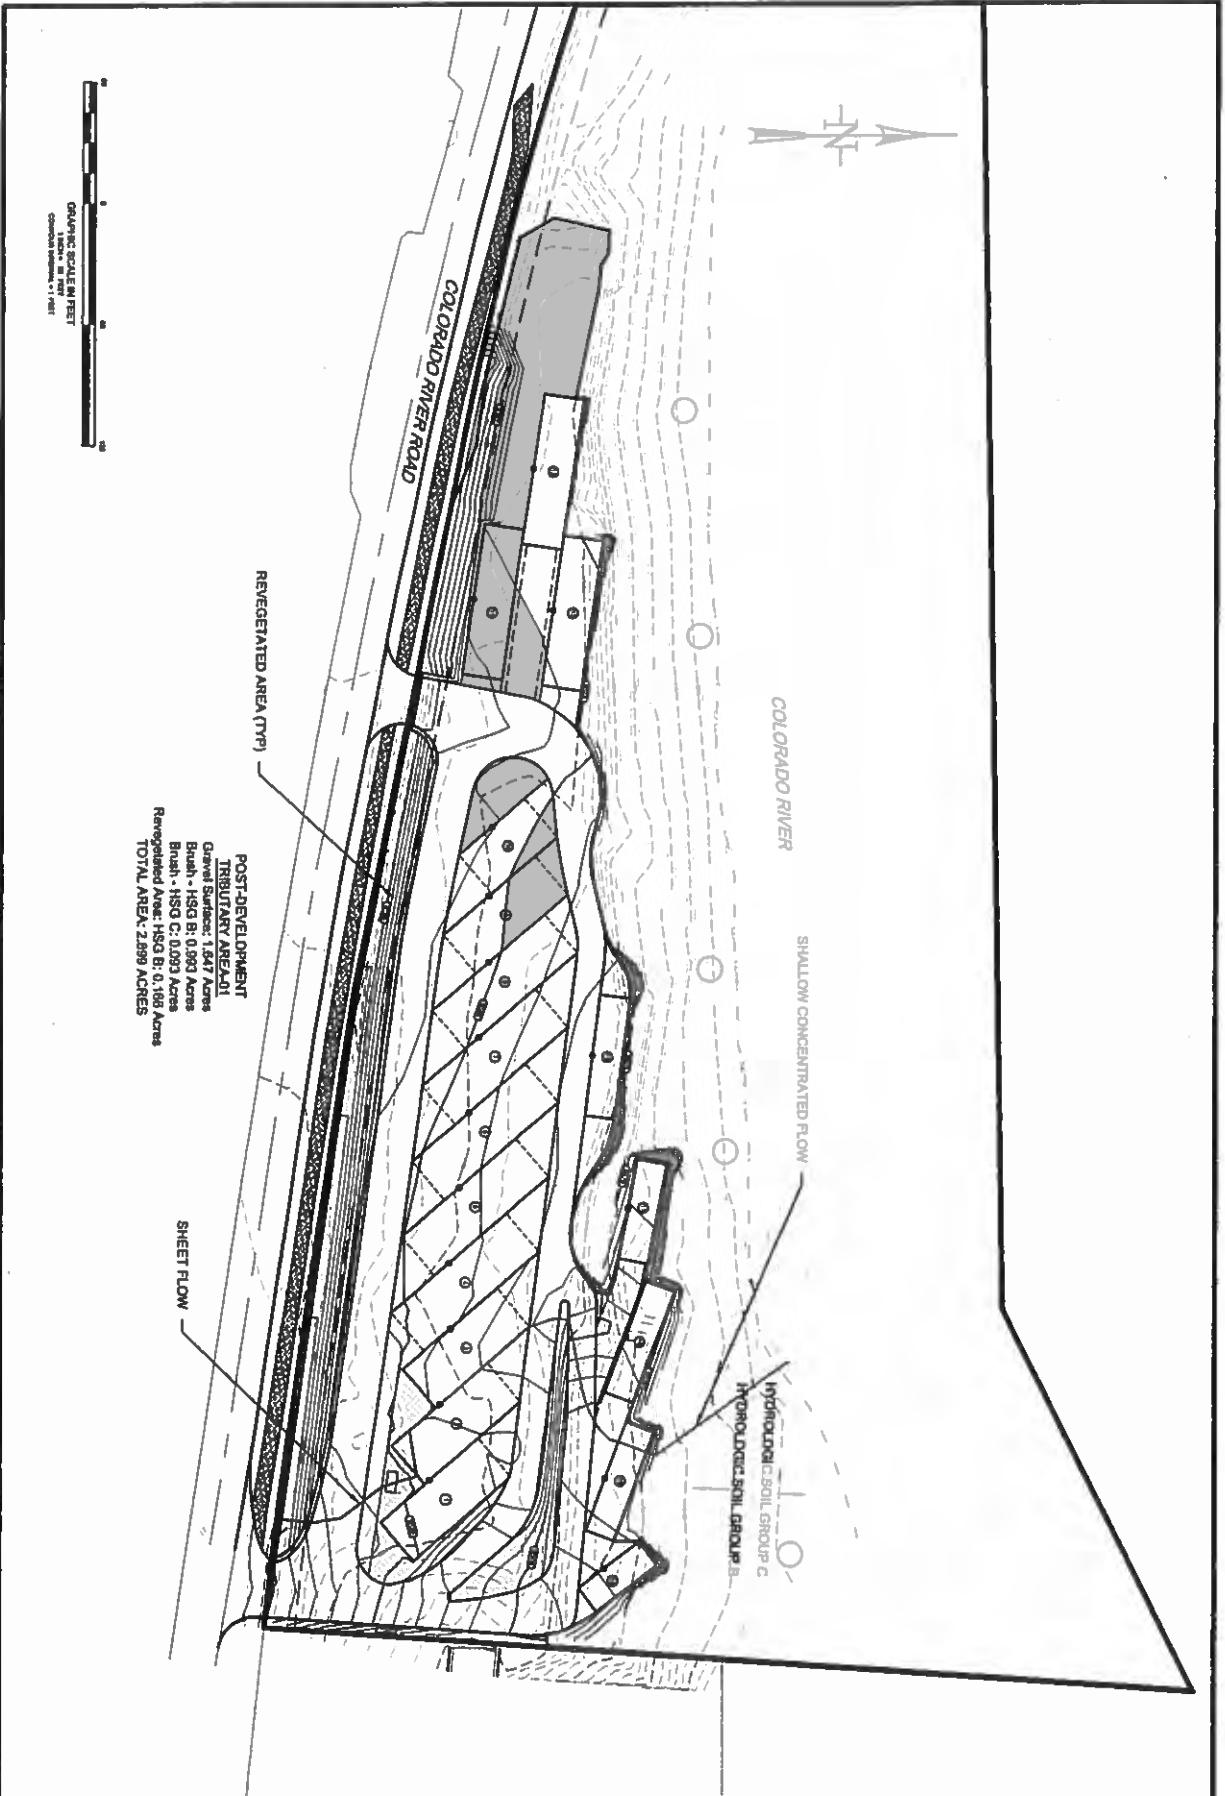 COLORADO RIVER
SHALLOW CONCENTRATED FLOW
HYDROLOGIC SOIL GROUP C
HYDROLOGIC SOIL GROUP B
N
COLORADO RIVER ROAD
REVEGETATED AREA (TYP)
SHEET FLOW
POST-DEVELOPMENT
TRIBUTARY AREA-01
Gravel Surface: 1.647 Acres
Brush - HSG B: 0.993 Acres
Brush - HSG C: 0.093 Acres
Revegetated Area: HSG B: 0.166 Acres
TOTAL AREA: 2.899 ACRES
GRAPHIC SCALE IN FEET